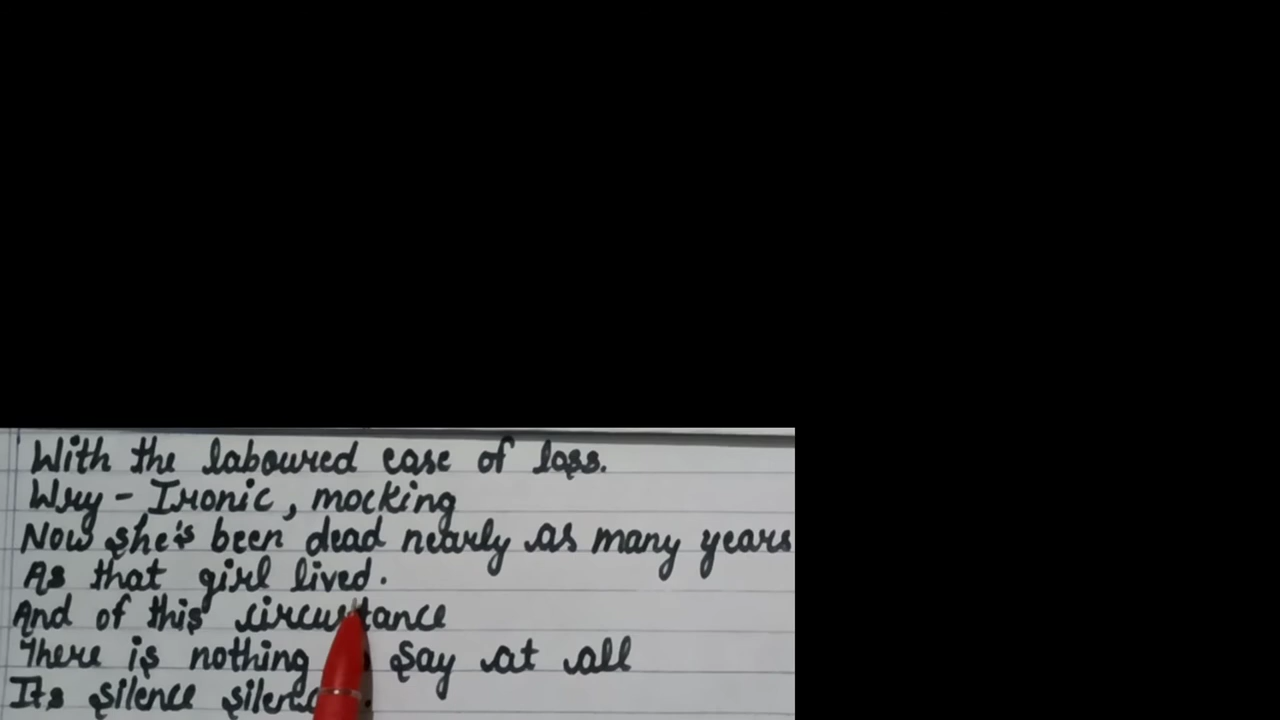 With the laboured ease of loss.
Wry - Ironic, mocking
Now she's been dead nearly as many years
As that girl lived.
And of this circumstance
There is nothing say at all
Its silence